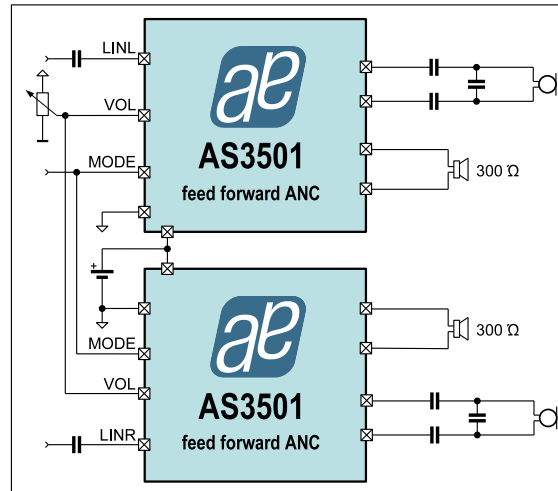 LINL
VOL
MODE
AS3501
feed forward ANC
300 Ώ
MODE
VOL
LINR
AS3501
feed forward ANC
300 Ώ